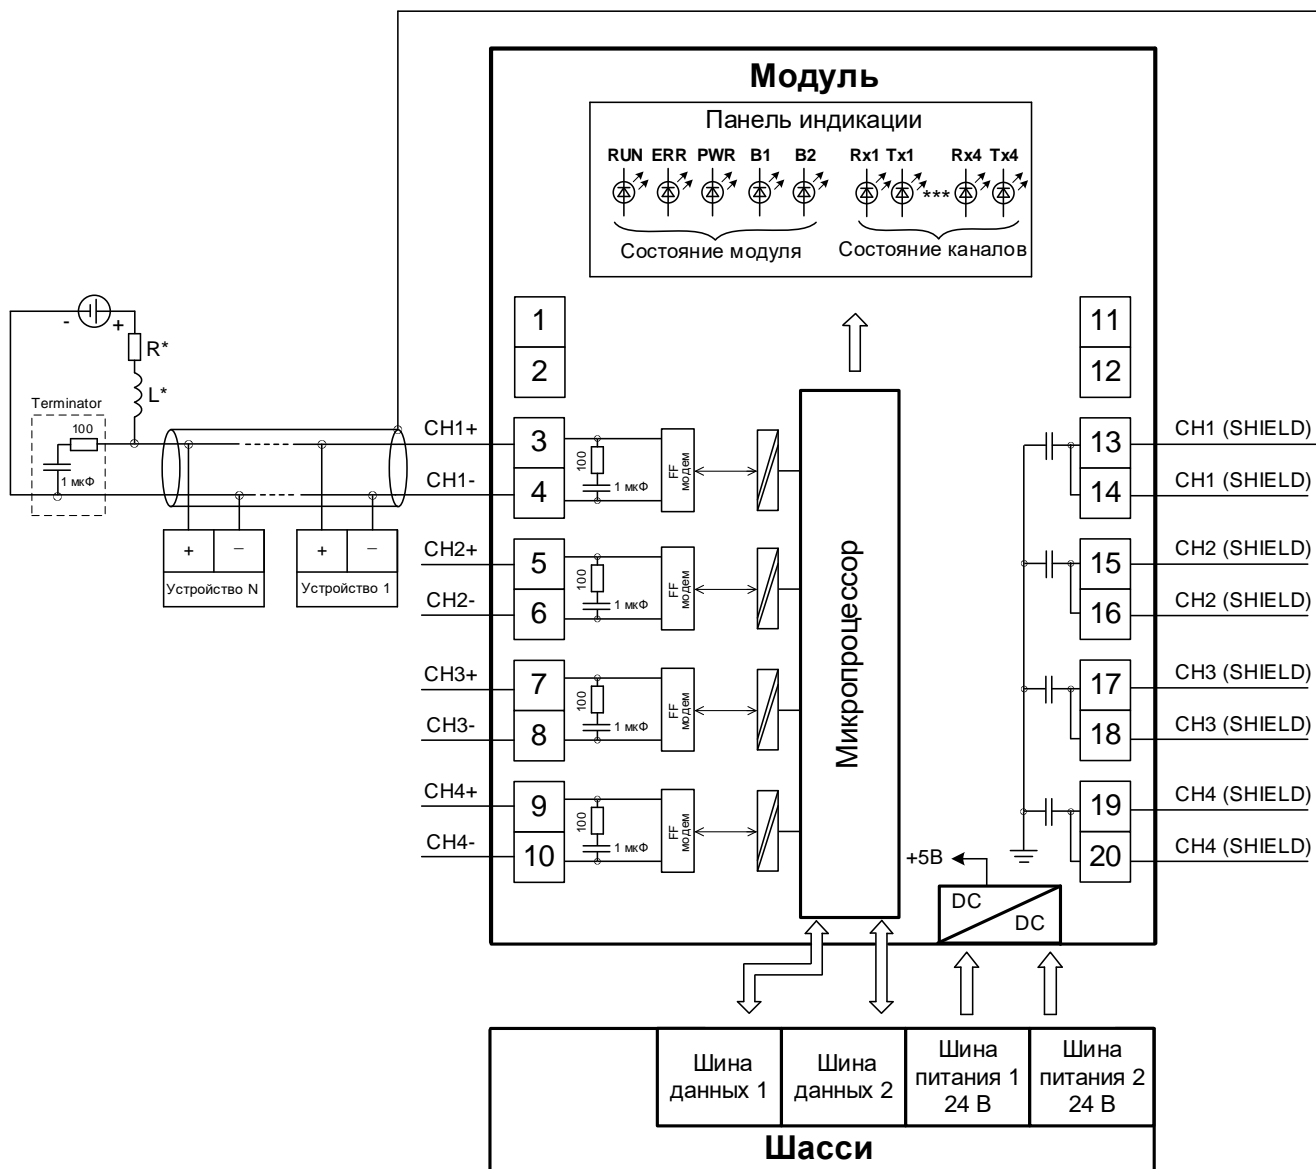 Модуль
Панель индикации
RUN ERR PWR B1 B2 Rx1 Tx1 *** Rx4 Tx4
Состояние модуля
Состояние каналов
- +
R*
L*
Terminator
100
1 мкФ
+ –
Устройство N
+ –
Устройство 1
CH1+
CH1-
CH2+
CH2-
CH3+
CH3-
CH4+
CH4-
1
2
3
4
5
6
7
8
9
10
100
1 мкФ
FF модем
100
1 мкФ
FF модем
100
1 мкФ
FF модем
100
1 мкФ
FF модем
Микропроцессор
11
12
13
14
15
16
17
18
19
20
CH1 (SHIELD)
CH1 (SHIELD)
CH2 (SHIELD)
CH2 (SHIELD)
CH3 (SHIELD)
CH3 (SHIELD)
CH4 (SHIELD)
CH4 (SHIELD)
+5В
DC
DC
Шина
данных 1
Шина
данных 2
Шина
питания 1
24 В
Шина
питания 2
24 В
Шасси